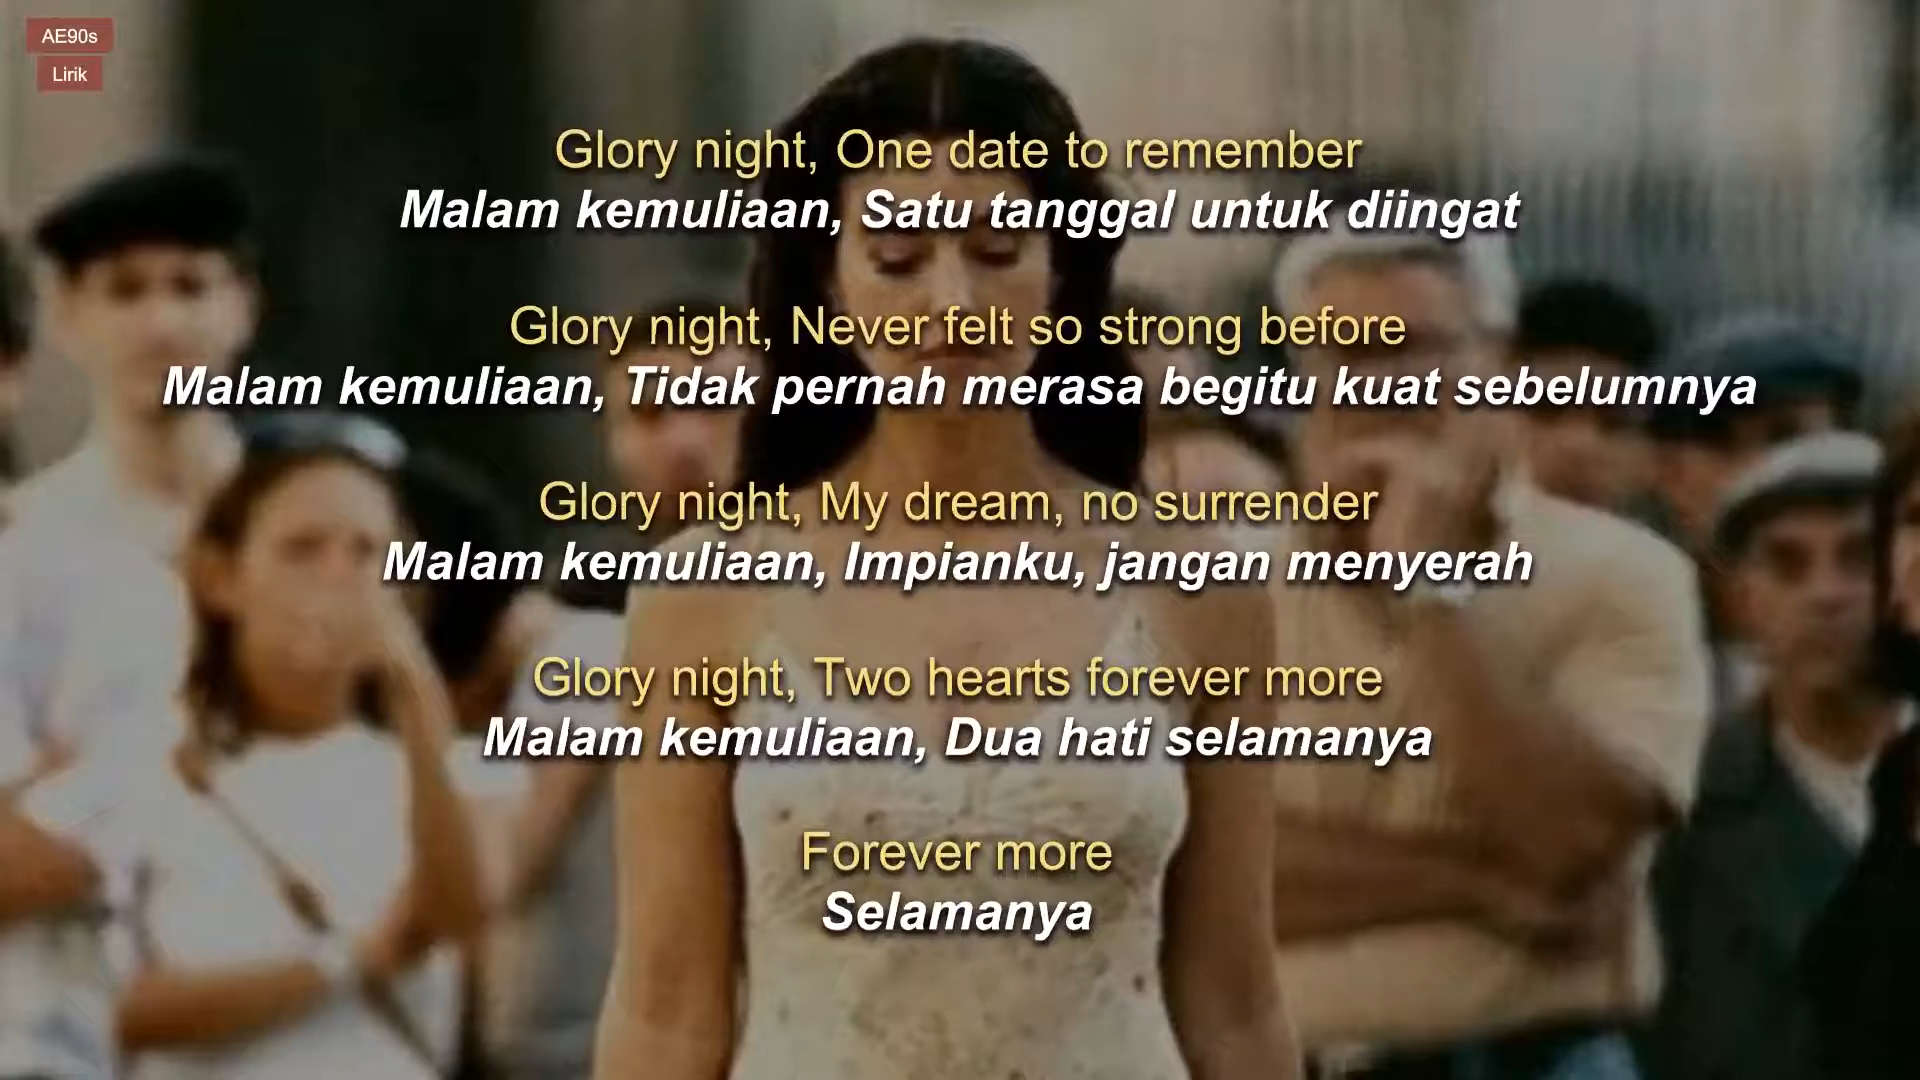 AE90s
Lirik
Glory night, One date to remember
Malam kemuliaan, Satu tanggal untuk diingat
Glory night, Never felt so strong before
Malam kemuliaan, Tidak pernah merasa begitu kuat sebelumnya
Glory night, My dream, no surrender
Malam kemuliaan, Impianku, jangan menyerah
Glory night, Two hearts forever more
Malam kemuliaan, Dua hati selamanya
Forever more
Selamanya